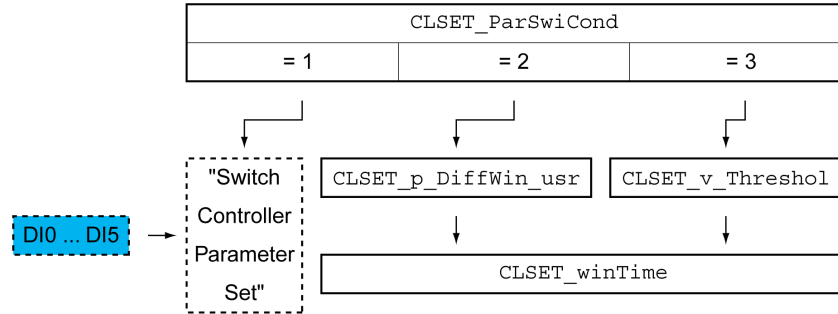 CLSET_ParSwiCond
= 1
= 2
= 3
"Switch
Controller
Parameter
Set"
CLSET_p_DiffWin_usr
CLSET_v_Threshol
DI0 ... DI5
CLSET_winTime